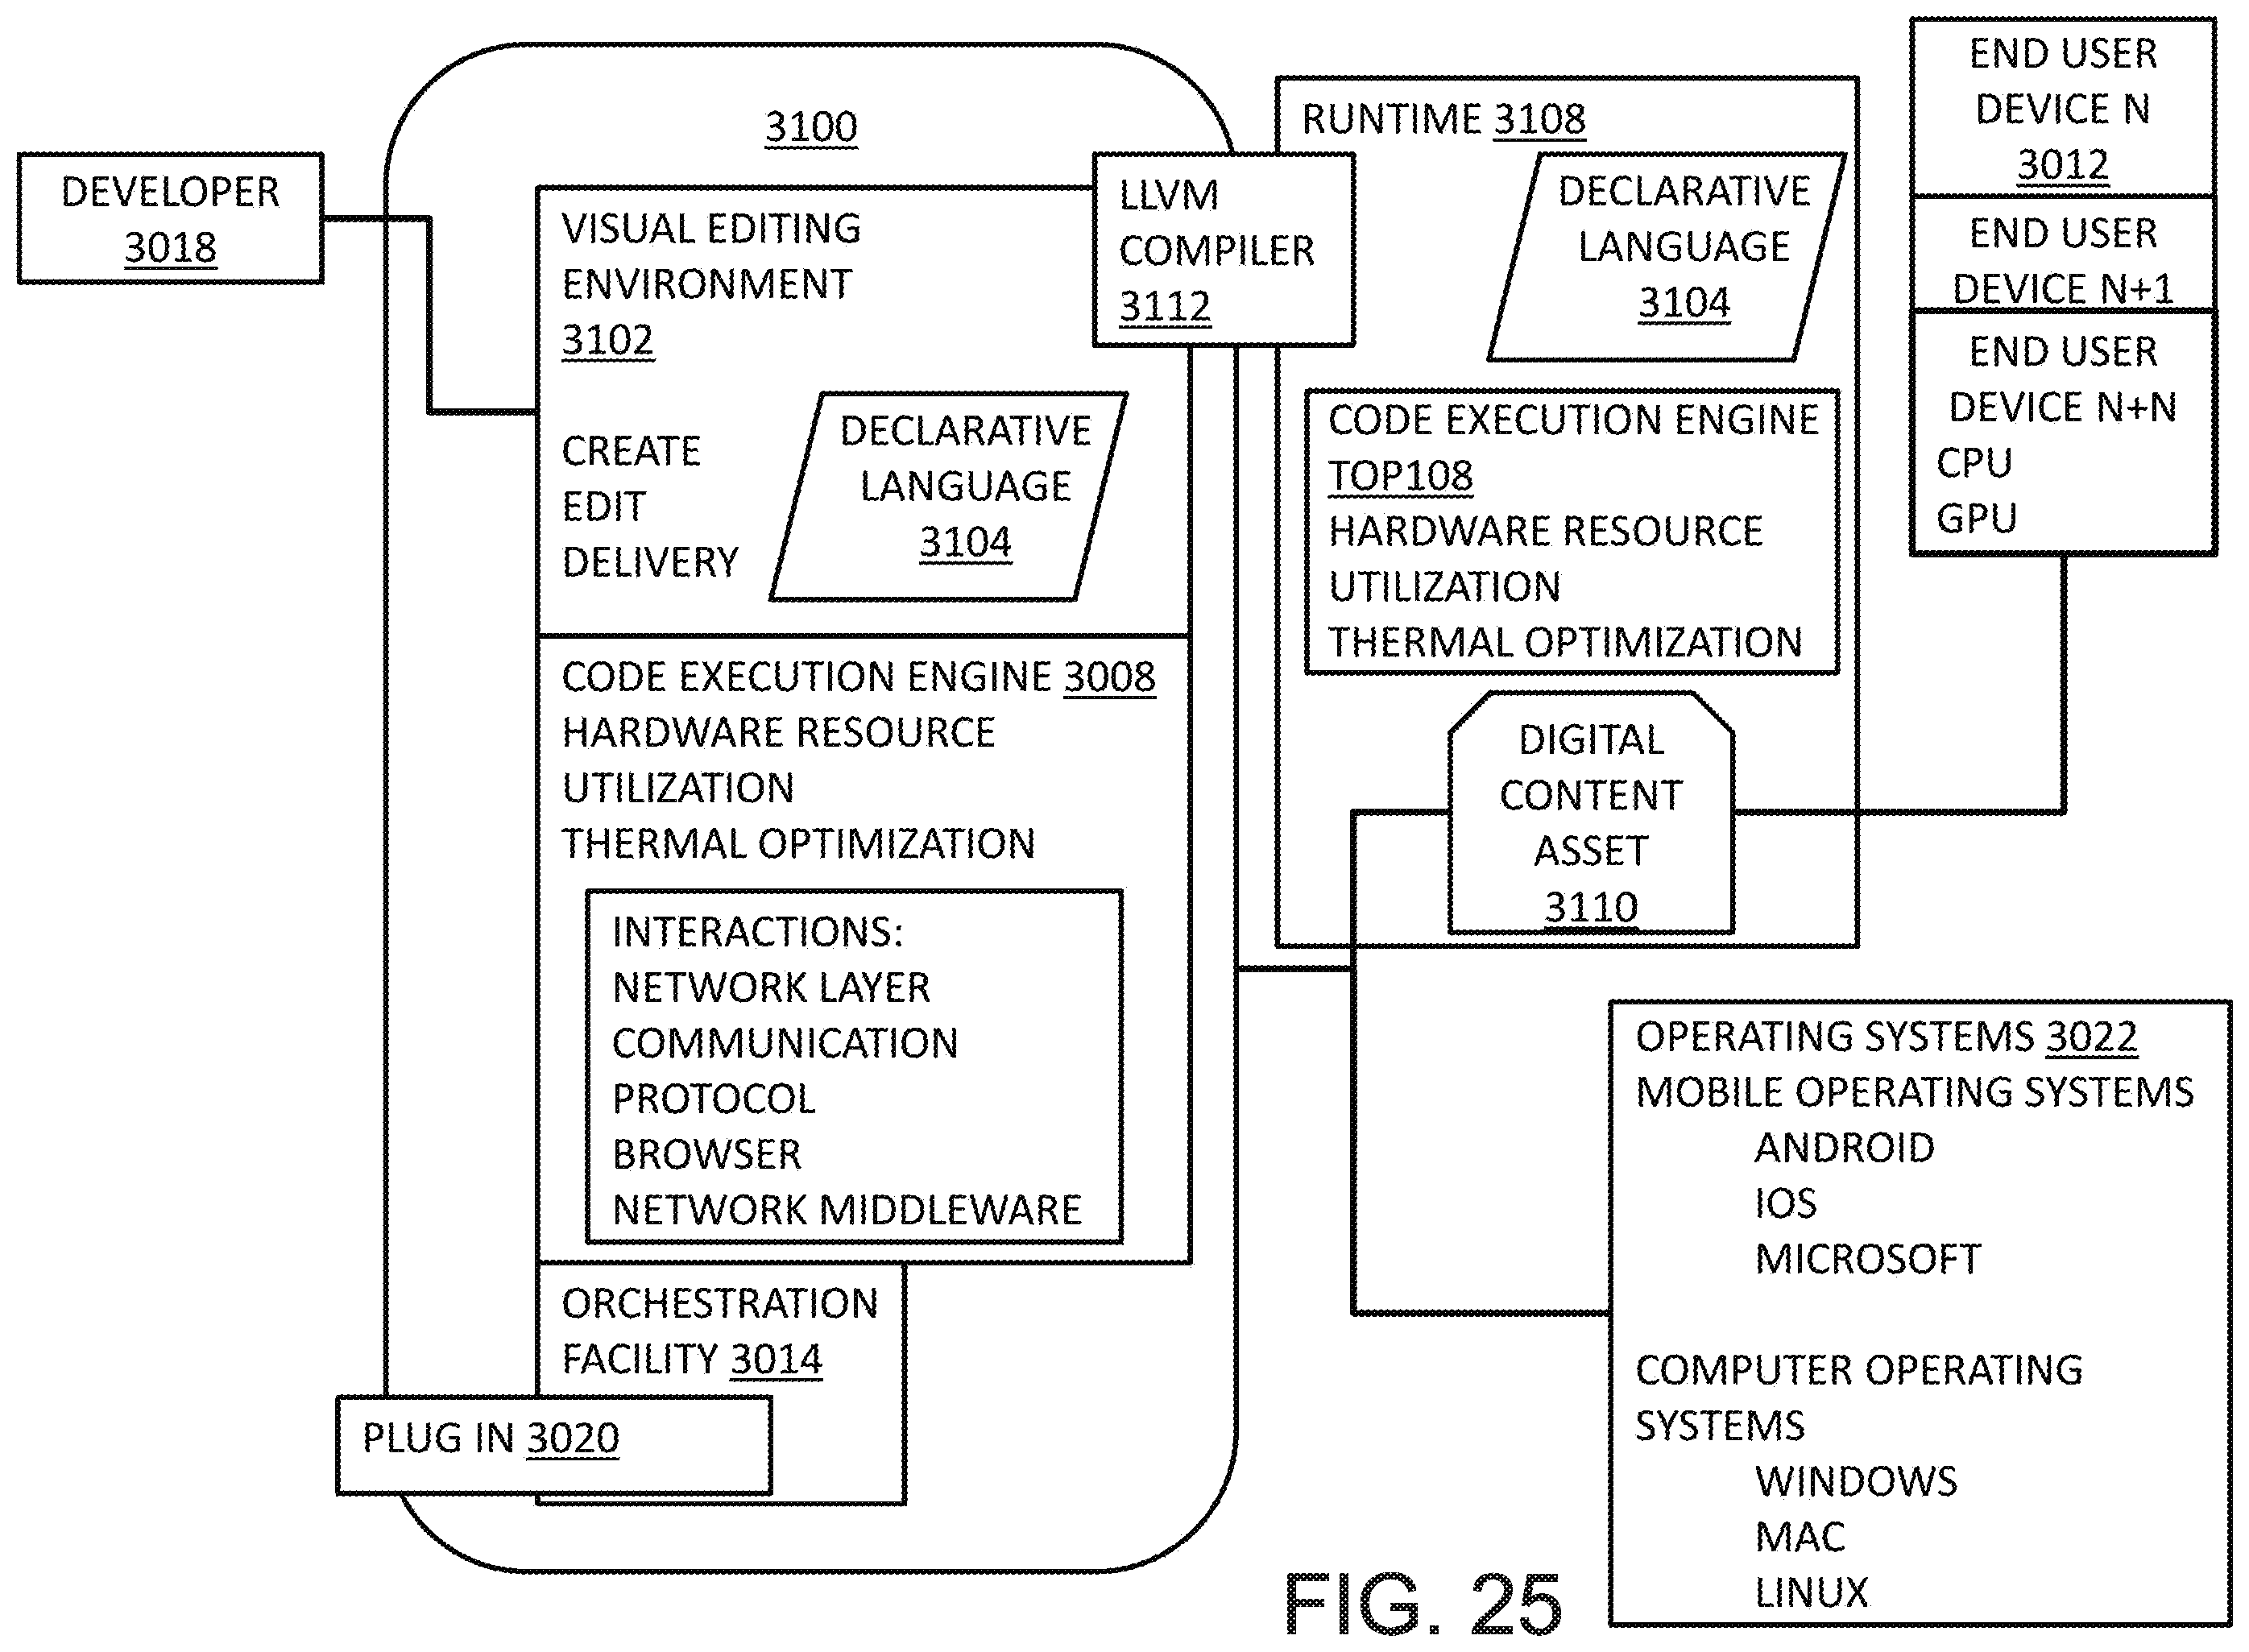 3100
DEVELOPER
3018
VISUAL EDITING
ENVIRONMENT
3102
CREATE
EDIT
DELIVERY
DECLARATIVE
LANGUAGE
3104
LLVM
COMPILER
3112
CODE EXECUTION ENGINE 3008
HARDWARE RESOURCE
UTILIZATION
THERMAL OPTIMIZATION
INTERACTIONS:
NETWORK LAYER
COMMUNICATION
PROTOCOL
BROWSER
NETWORK MIDDLEWARE
ORCHESTRATION
FACILITY 3014
PLUG IN 3020
RUNTIME 3108
DECLARATIVE
LANGUAGE
3104
CODE EXECUTION ENGINE
TOP108
HARDWARE RESOURCE
UTILIZATION
THERMAL OPTIMIZATION
DIGITAL
CONTENT
ASSET
3110
END USER
DEVICE N
3012
END USER
DEVICE N+1
END USER
DEVICE N+N
CPU
GPU
OPERATING SYSTEMS 3022
MOBILE OPERATING SYSTEMS
ANDROID
IOS
MICROSOFT
COMPUTER OPERATING
SYSTEMS
WINDOWS
MAC
LINUX
FIG. 25